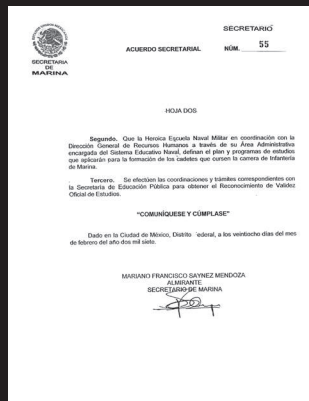 SECRETARIO
ACUERDO SECRETARIAL NÚM. 55
SECRETARIA
DE
MARINA
HOJA DOS
Segundo. Que la Heroica Escuela Naval Militar en coordinación con la
Dirección General de Recursos Humanos a través de su Área Administrativa
encargada del Sistema Educativo Naval, definan el plan y programas de estudios
que aplicarán para la formación de los cadetes que cursen la carrera de Infantería
de Marina.
Tercero. Se efectúen las coordinaciones y trámites correspondientes con
la Secretaría de Educación Pública para obtener el Reconocimiento de Validez
Oficial de Estudios.
"COMUNÍQUESE Y CÚMPLASE"
Dado en la Ciudad de México, Distrito ederal, a los veintiocho días del mes
de febrero del año dos mil siete.
MARIANO FRANCISCO SAYNEZ MENDOZA
ALMIRANTE
SECRETARIO DE MARINA